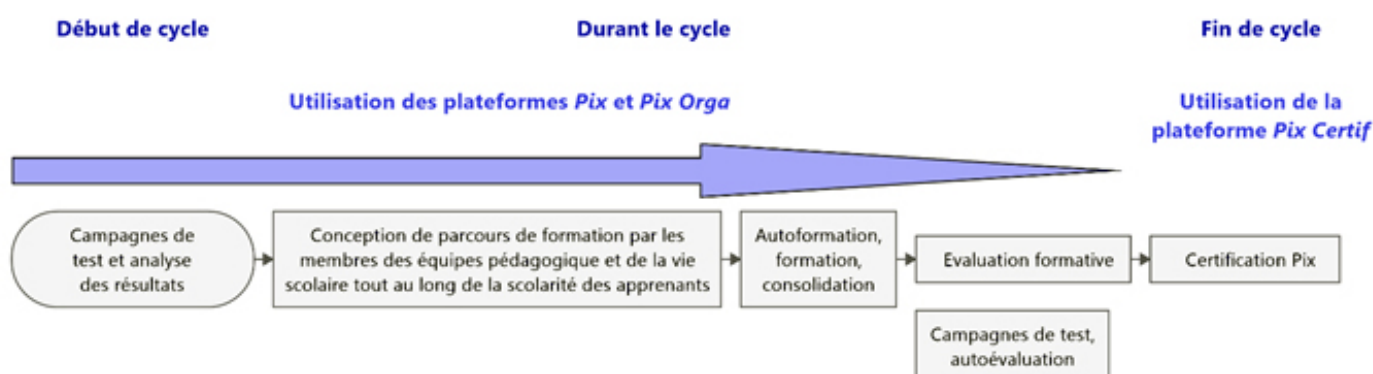 Début de cycle
Durant le cycle
Fin de cycle
Utilisation des plateformes Pix et Pix Orga
Utilisation de la
plateforme Pix Certif
Campagnes de
test et analyse
des résultats
Conception de parcours de formation par les
membres des équipes pédagogique et de la vie
scolaire tout au long de la scolarité des apprenants
Autoformation,
formation,
consolidation
Evaluation formative
Certification Pix
Campagnes de test,
autoévaluation